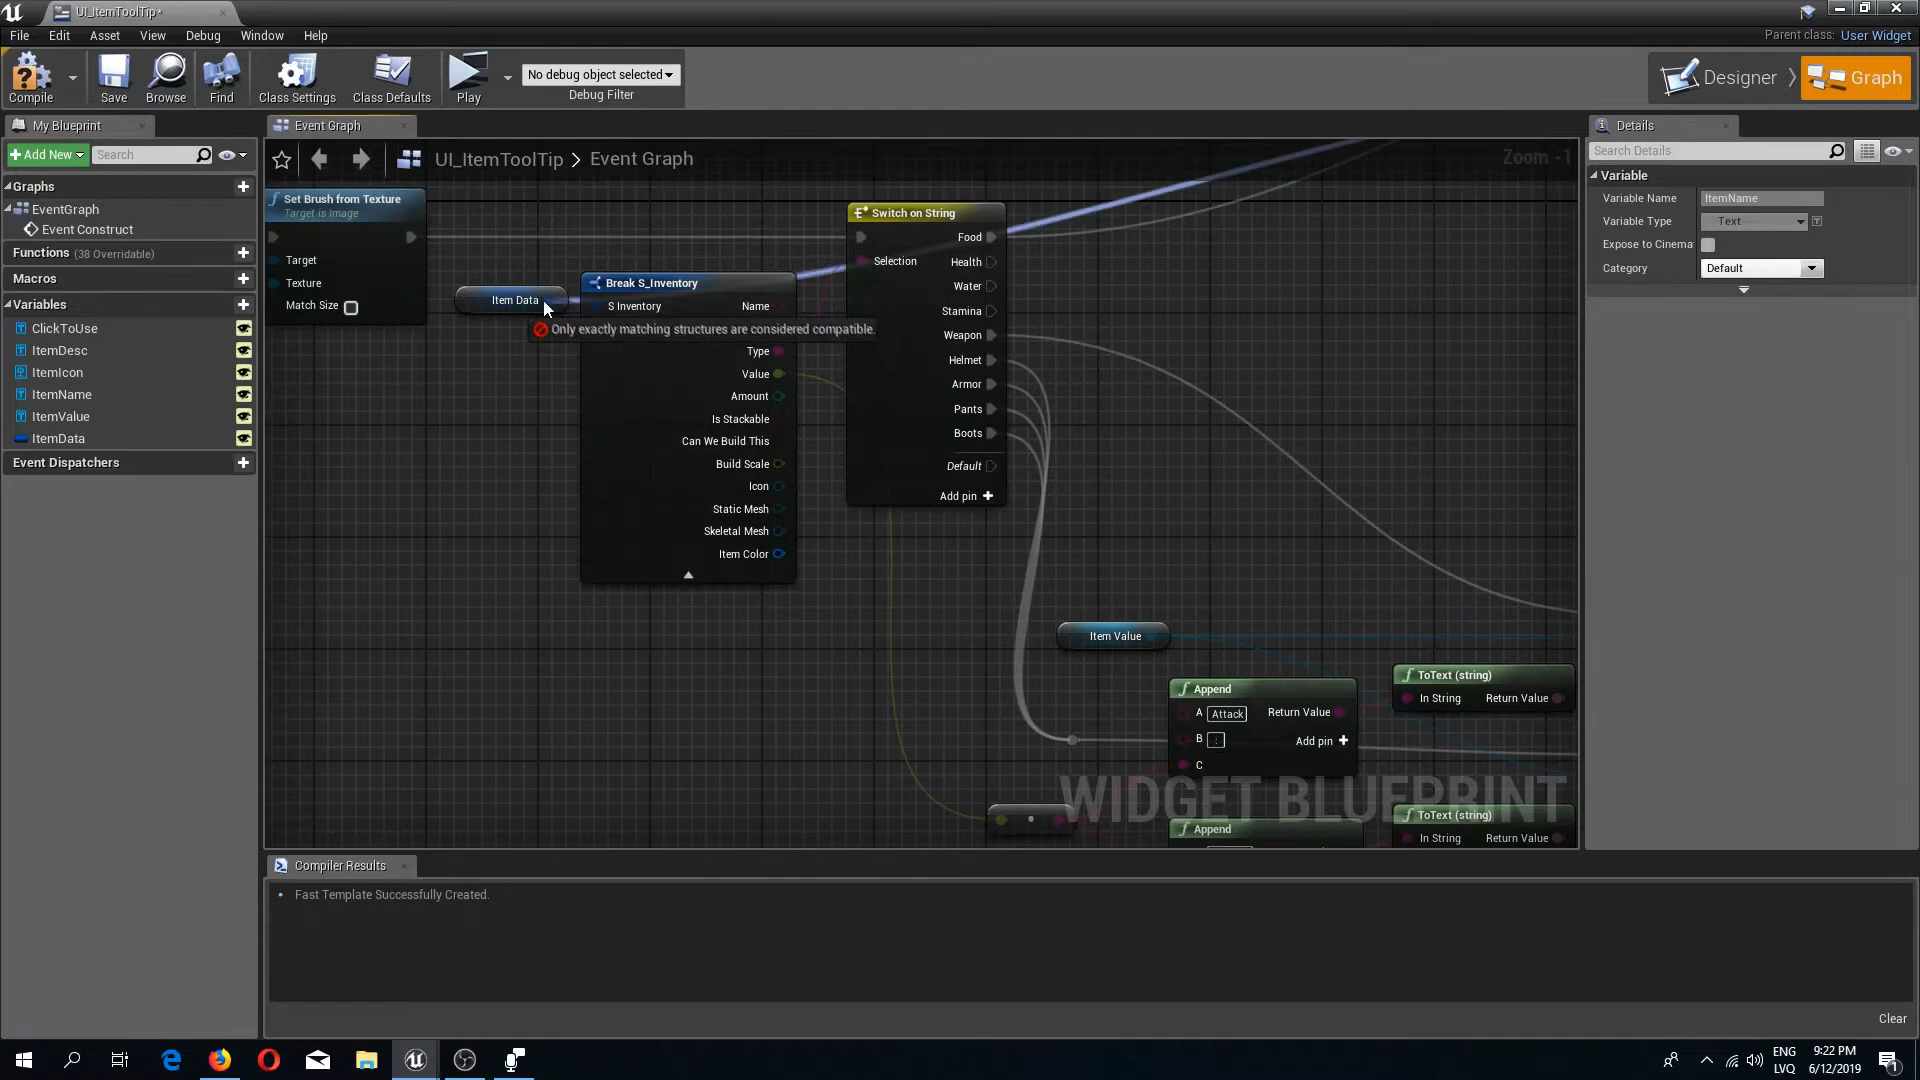 UI_ItemToolTip*
File Edit Asset View Debug Window Help
Parent class: User Widget
Compile Save Browse Find Class Settings Class Defaults Play
No debug object selected
Debug Filter
Designer Graph
My Blueprint
Add New Search
Graphs
EventGraph
Event Construct
Functions (38 Overridable)
Macros
Variables
ClickToUse
ItemDesc
ItemIcon
ItemName
ItemValue
ItemData
Event Dispatchers
Event Graph
UI_ItemToolTip > Event Graph
Zoom -1
Set Brush from Texture
Target is Image
Target
Texture
Match Size
Item Data
Break S_Inventory
S Inventory Name
Only exactly matching structures are considered compatible.
Type
Value
Amount
Is Stackable
Can We Build This
Build Scale
Icon
Static Mesh
Skeletal Mesh
Item Color
Switch on String
Food
Selection Health
Water
Stamina
Weapon
Helmet
Armor
Pants
Boots
Default
Add pin +
Item Value
Append
A Attack Return Value
B : Add pin +
C
ToText (string)
In String Return Value
WIDGET BLUEPRINT
Append
ToText (string)
In String Return Value
Details
Search Details
Variable
Variable Name ItemName
Variable Type Text
Expose to Cinema
Category Default
Compiler Results
Fast Template Successfully Created.
Clear
ENG
LVQ
9:22 PM
6/12/2019
1